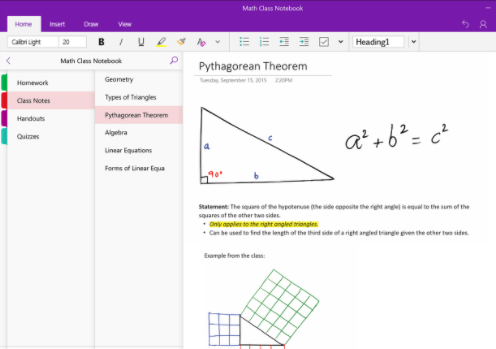 Math Class Notebook
Home Insert Draw View
Calibri Light 20 B I U Ap Heading1
Math Class Notebook
Homework
Class Notes
Handouts
Quizzes
Geometry
Types of Triangles
Pythagorean Theorem
Algebra
Linear Equations
Forms of Linear Equa
Pythagorean Theorem
Tuesday, September 15, 2015 2:30PM
a
c
90°
b
a² + b² = c²
Statement: The square of the hypotenuse (the side opposite the right angle) is equal to the sum of the
squares of the other two sides.
• Only applies to the right angled triangles.
• Can be used to find the length of the third side of a right angled triangle given the other two sides.
Example from the class: